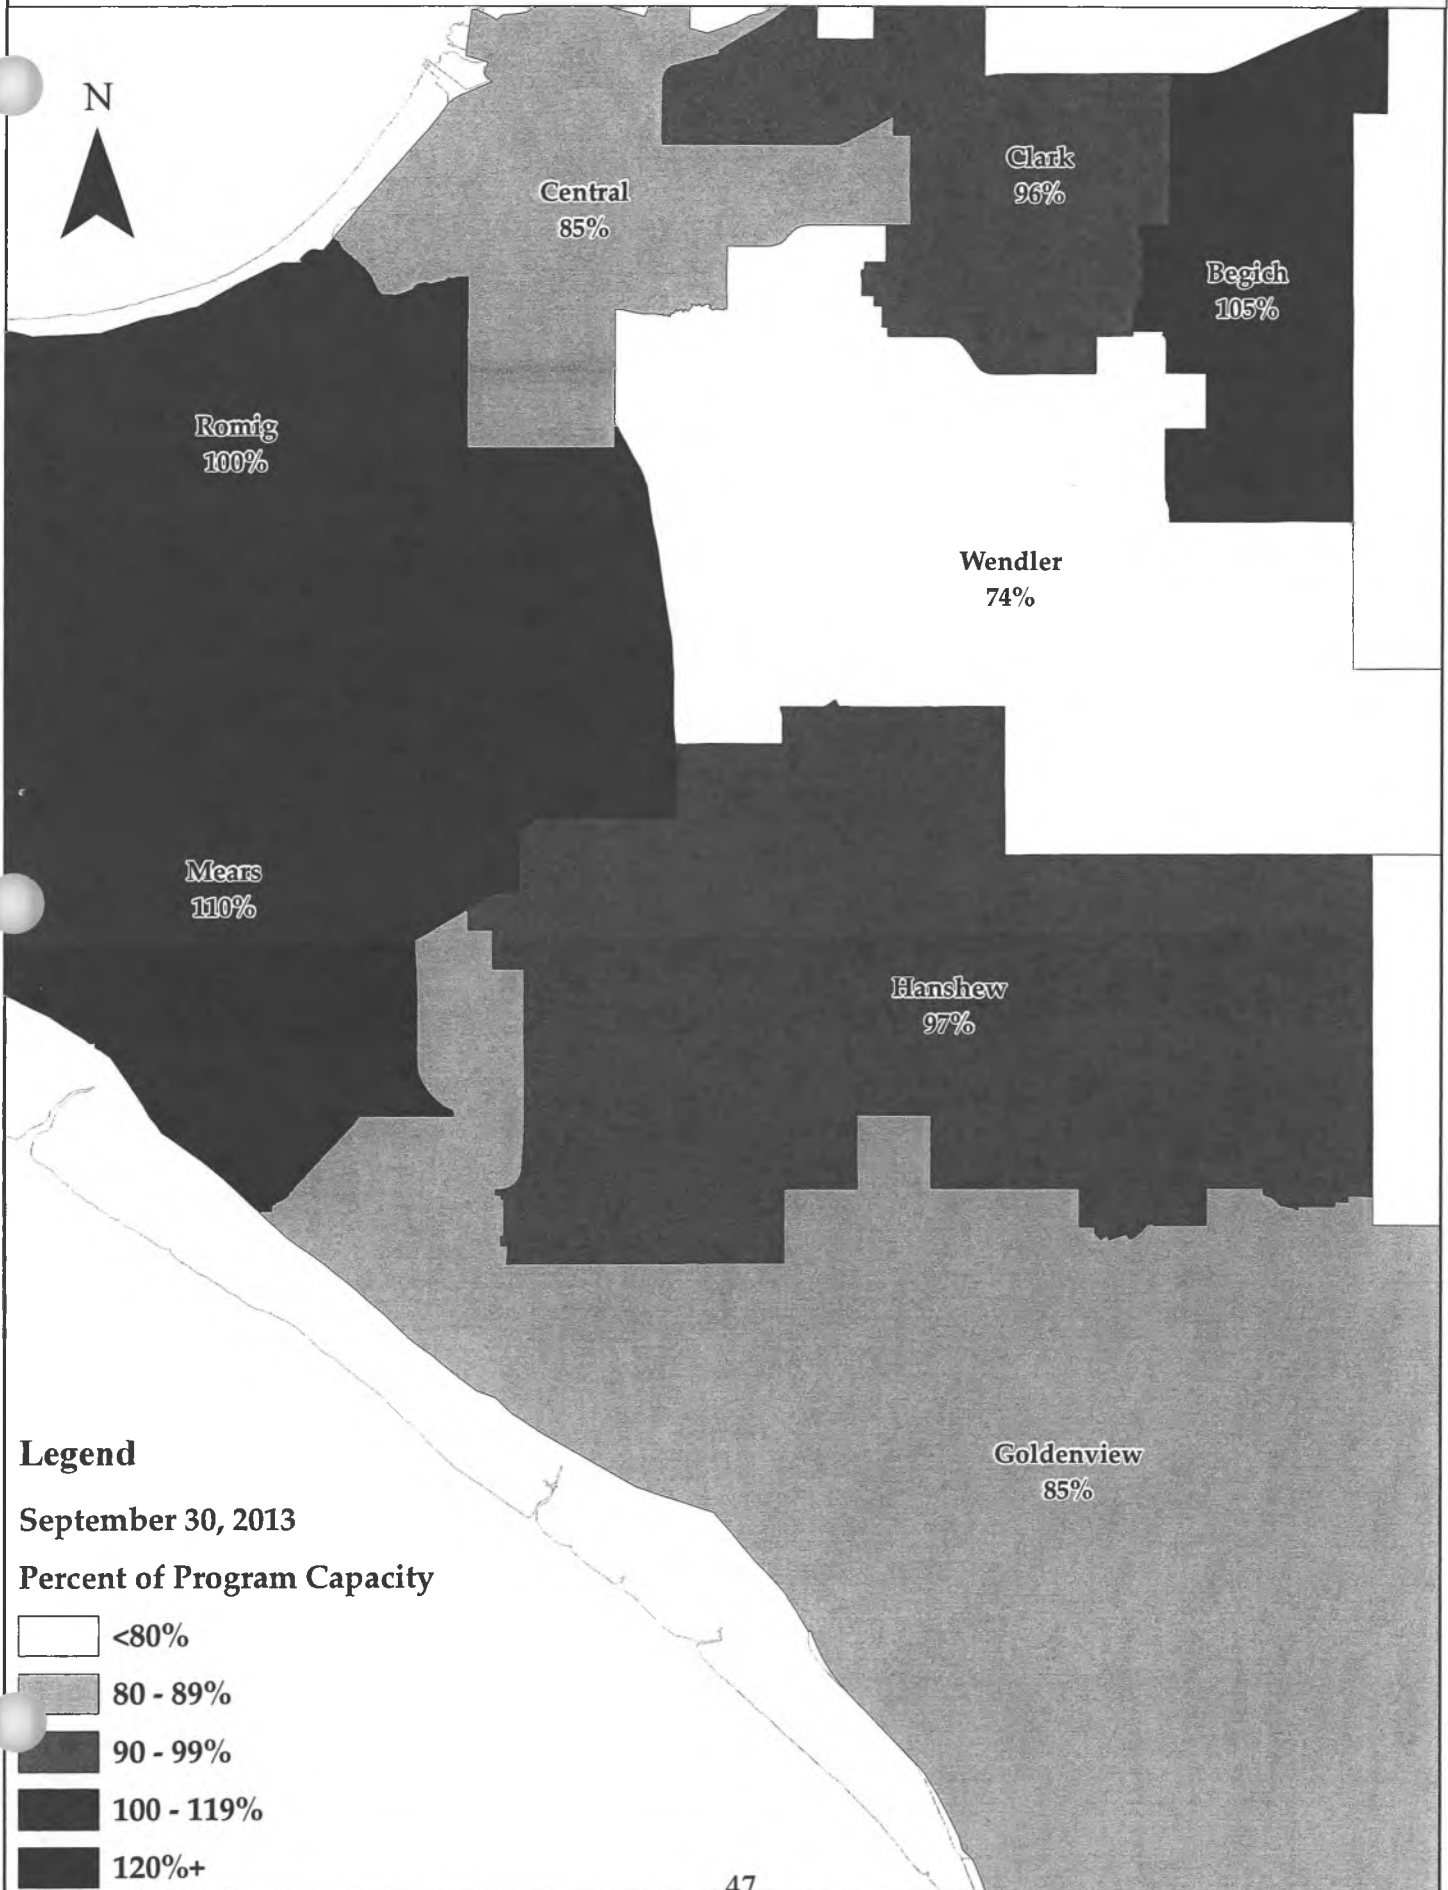 N
Clark
96%
Central
85%
Begich
105%
Romig
100%
Wendler
74%
Mears
110%
Hanshew
97%
Goldenview
85%
Legend
September 30, 2013
Percent of Program Capacity
<80%
80 - 89%
90 - 99%
100 - 119%
120%+
47